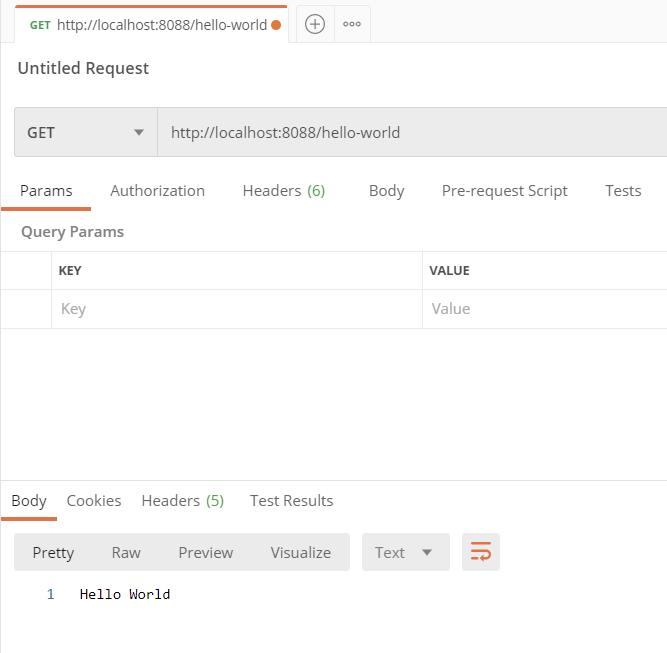 GET http://localhost:8088/hello-world
Untitled Request
GET http://localhost:8088/hello-world
Params Authorization Headers (6) Body Pre-request Script Tests
Query Params
KEY VALUE
Key Value
Body Cookies Headers (5) Test Results
Pretty Raw Preview Visualize Text
1 Hello World